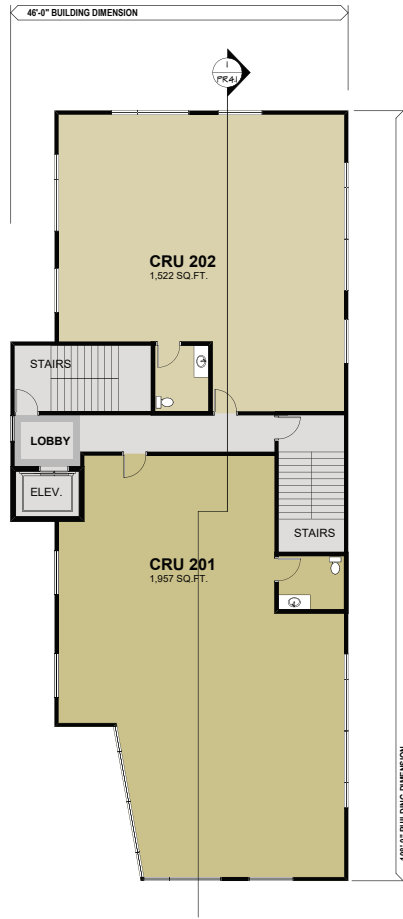 46'-0" BUILDING DIMENSION
1
PR4.1
CRU 202
1,522 SQ.FT.
STAIRS
LOBBY
ELEV.
STAIRS
CRU 201
1,957 SQ.FT.
BUILDING DIMENSION